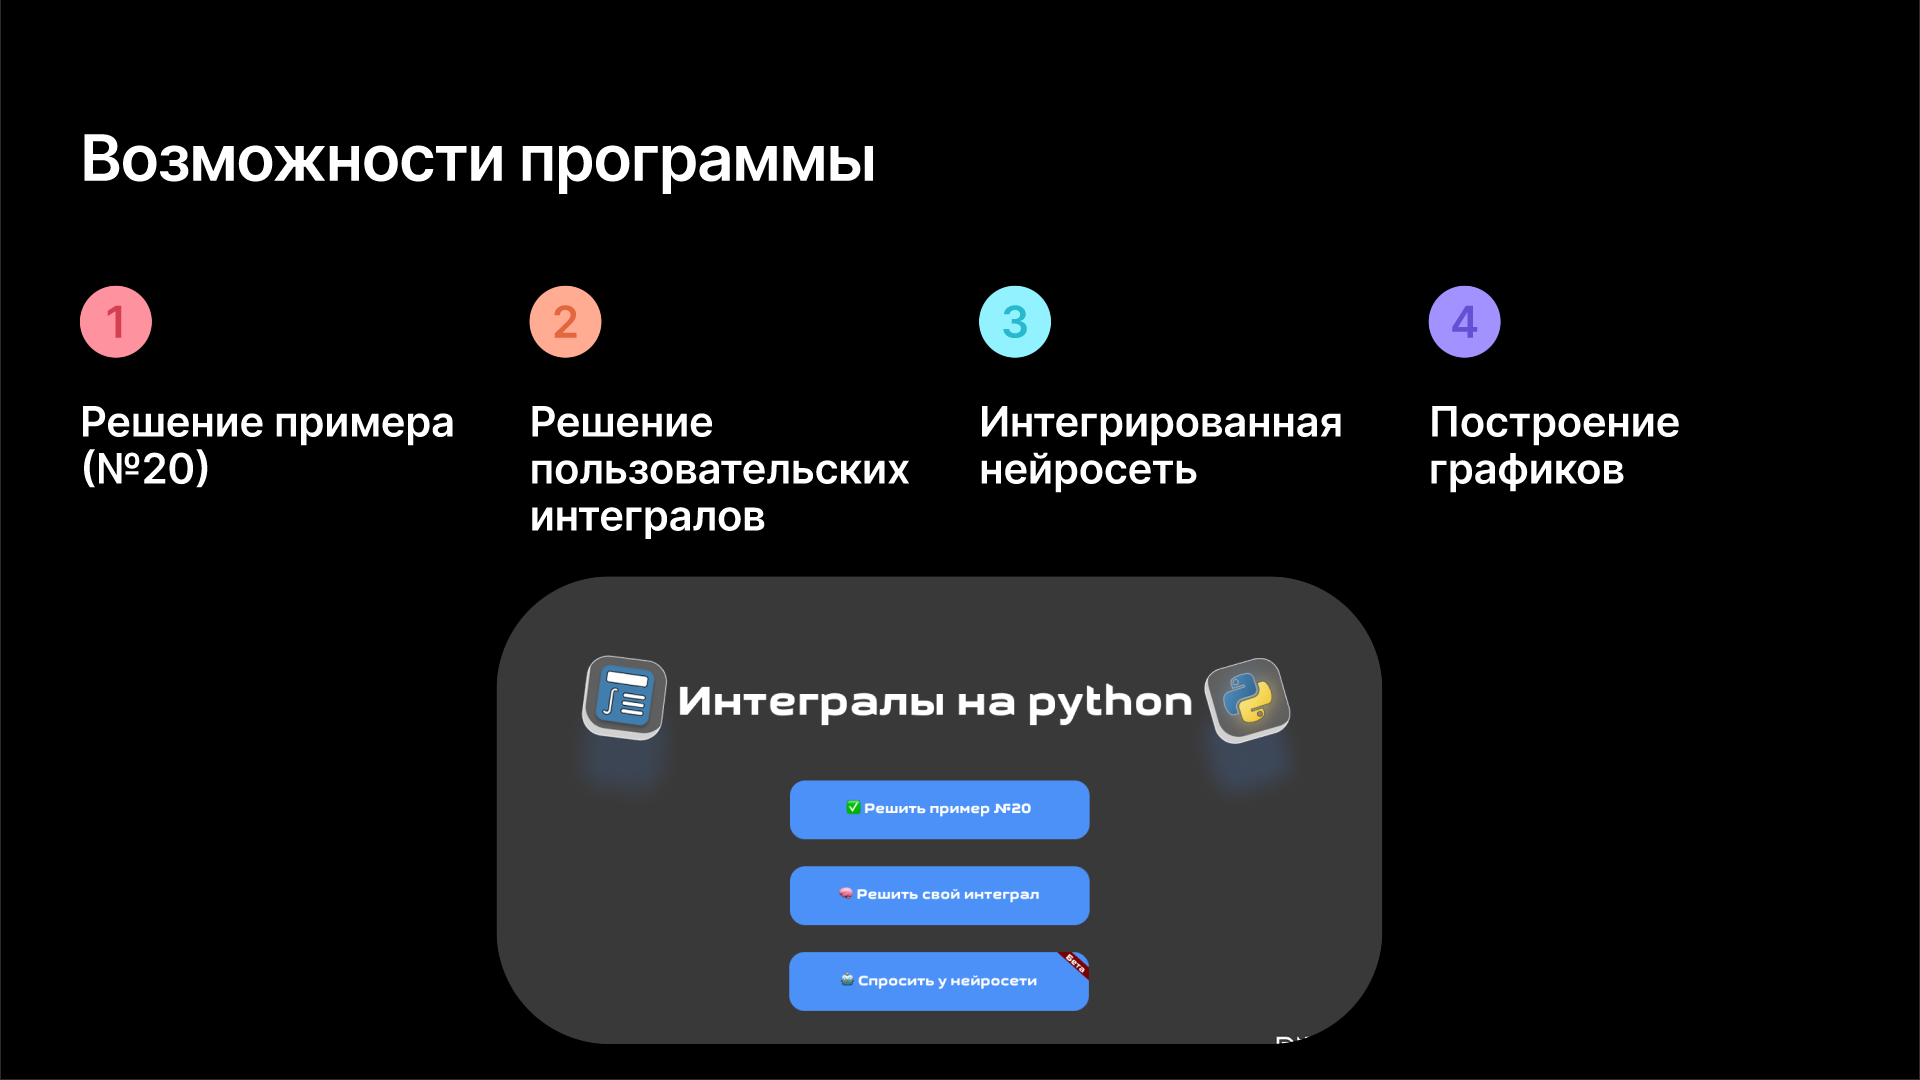 Возможности программы
1
Решение примера
(№20)
2
Решение
пользовательских
интегралов
3
Интегрированная
нейросеть
4
Построение
графиков
Интегралы на python
✅ Решить пример №20
🧠 Решить свой интеграл
🤖 Спросить у нейросети
Бета